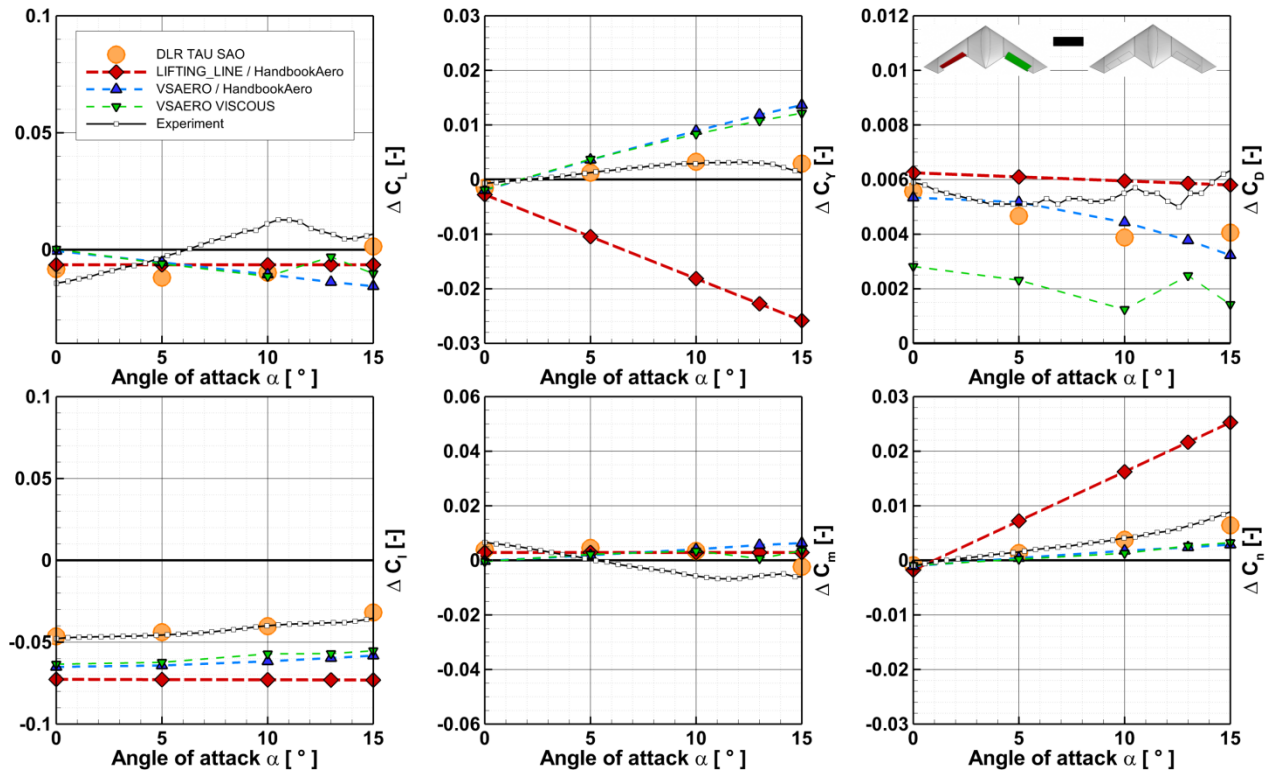 0.1
0.05
0
0 5 10 15
Angle of attack α [ ° ]
Δ C_L [-]
DLR TAU SAO
LIFTING_LINE / HandbookAero
VSAERO / HandbookAero
VSAERO VISCOUS
Experiment
0.03
0.02
0.01
0
-0.01
-0.02
-0.03
0 5 10 15
Angle of attack α [ ° ]
Δ C_Y [-]
0.012
0.01
0.008
0.006
0.004
0.002
0
0 5 10 15
Angle of attack α [ ° ]
Δ C_D [-]
0.1
0.05
0
-0.05
-0.1
0 5 10 15
Angle of attack α [ ° ]
Δ C_l [-]
0.06
0.04
0.02
0
-0.02
-0.04
-0.06
0 5 10 15
Angle of attack α [ ° ]
Δ C_m [-]
0.03
0.02
0.01
0
-0.01
-0.02
-0.03
0 5 10 15
Angle of attack α [ ° ]
Δ C_n [-]